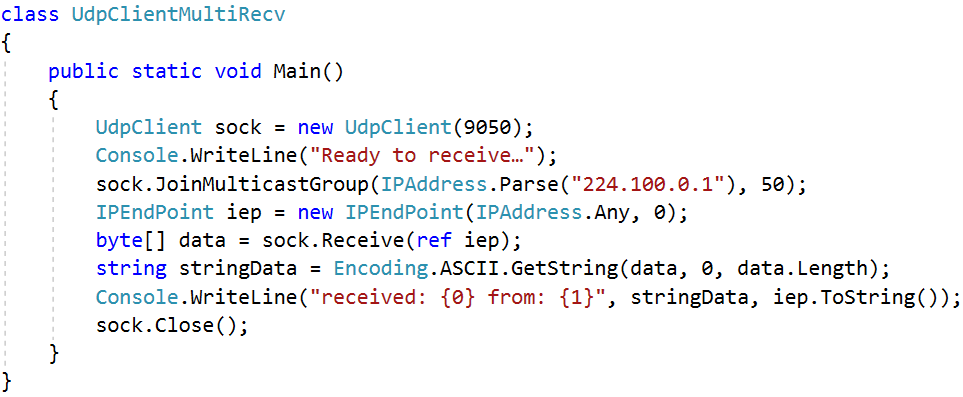 class UdpClientMultiRecv
{
    public static void Main()
    {
        UdpClient sock = new UdpClient(9050);
        Console.WriteLine("Ready to receive…");
        sock.JoinMulticastGroup(IPAddress.Parse("224.100.0.1"), 50);
        IPEndPoint iep = new IPEndPoint(IPAddress.Any, 0);
        byte[] data = sock.Receive(ref iep);
        string stringData = Encoding.ASCII.GetString(data, 0, data.Length);
        Console.WriteLine("received: {0} from: {1}", stringData, iep.ToString());
        sock.Close();
    }
}